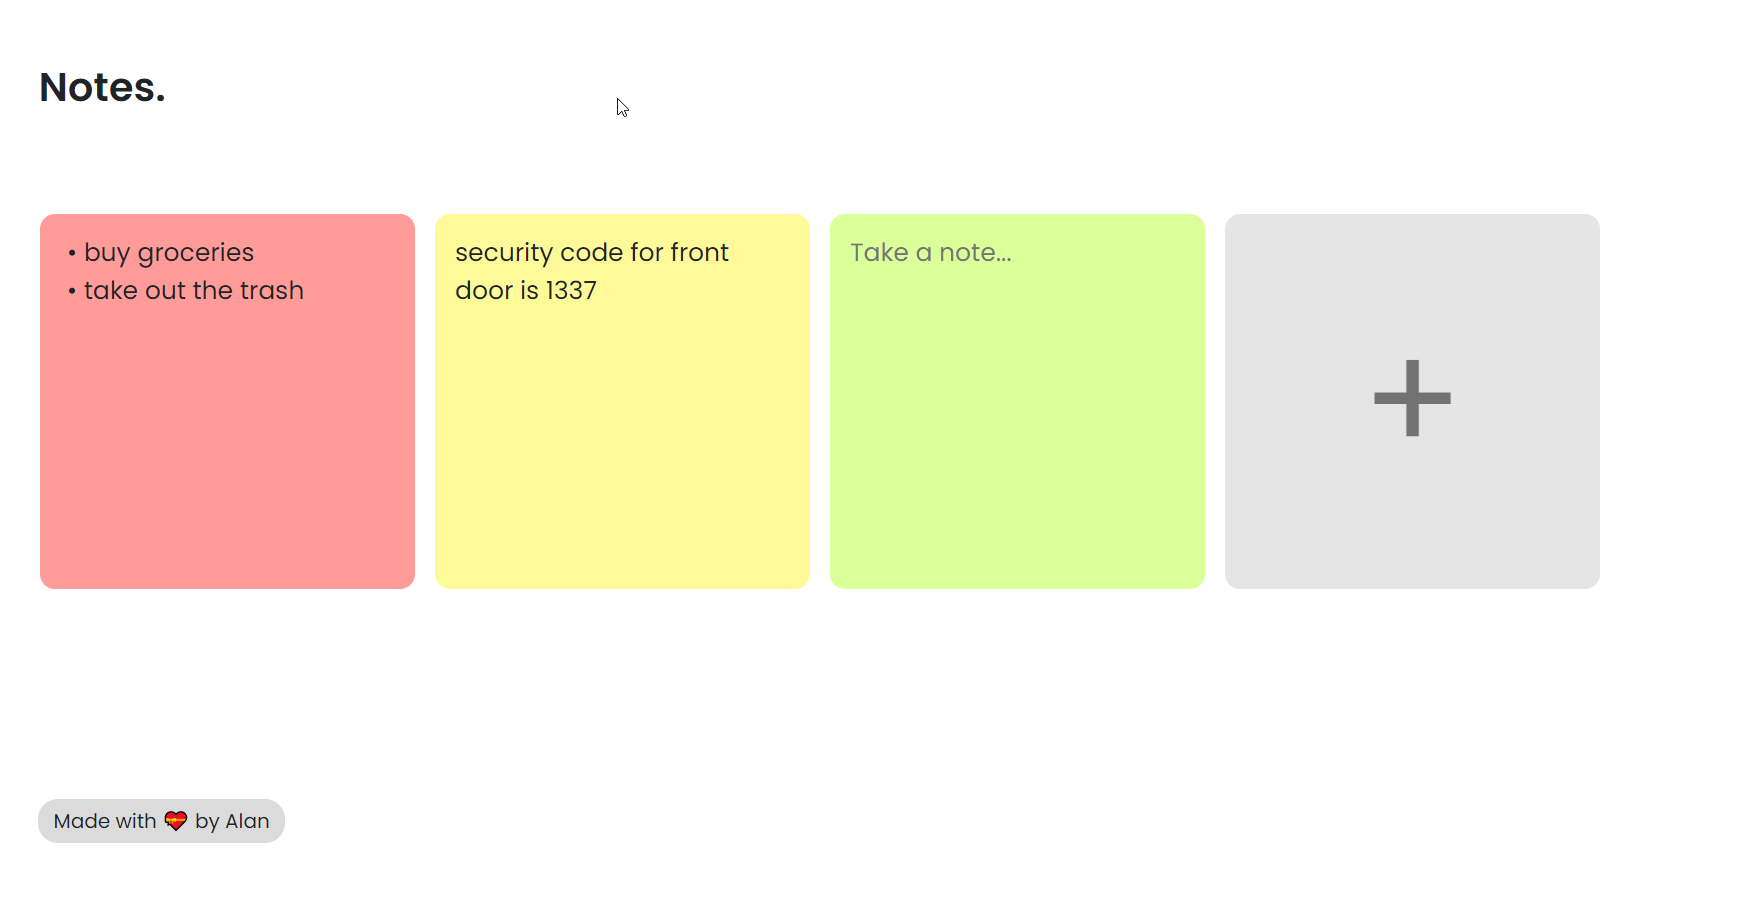 Notes.
• buy groceries
• take out the trash
security code for front
door is 1337
Take a note...
Made with 💝 by Alan